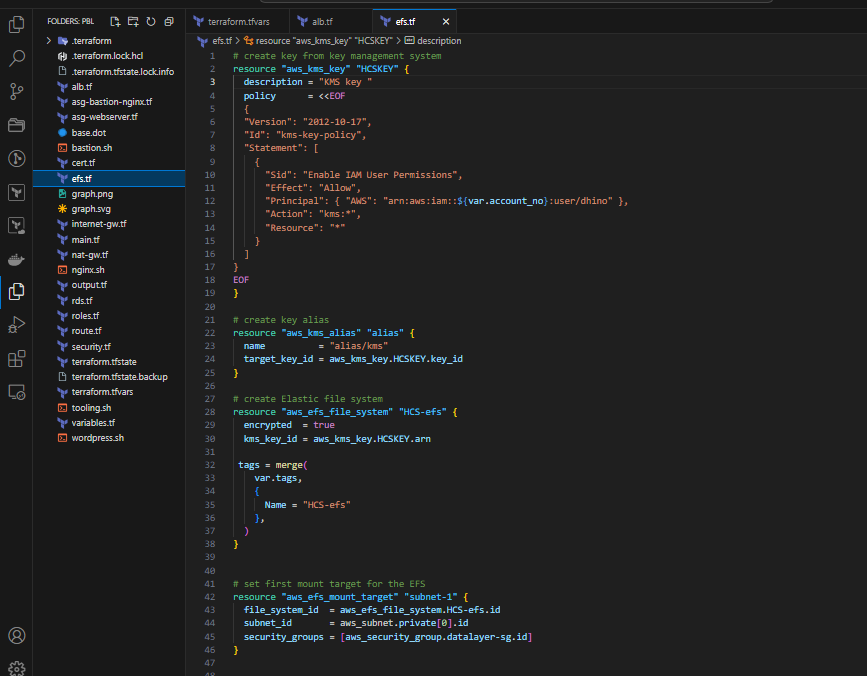 FOLDERS: PBL
.terraform
.terraform.lock.hcl
.terraform.tfstate.lock.info
alb.tf
asg-bastion-nginx.tf
asg-webserver.tf
base.dot
bastion.sh
cert.tf
efs.tf
graph.png
graph.svg
internet-gw.tf
main.tf
nat-gw.tf
nginx.sh
output.tf
rds.tf
roles.tf
route.tf
security.tf
terraform.tfstate
terraform.tfstate.backup
terraform.tfvars
tooling.sh
variables.tf
wordpress.sh
terraform.tfvars alb.tf efs.tf
efs.tf > resource "aws_kms_key" "HCSKEY" > description
1 # create key from key management system
2 resource "aws_kms_key" "HCSKEY" {
3 description = "KMS key "
4 policy = <<EOF
5 {
6 "Version": "2012-10-17",
7 "Id": "kms-key-policy",
8 "Statement": [
9 {
10 "Sid": "Enable IAM User Permissions",
11 "Effect": "Allow",
12 "Principal": { "AWS": "arn:aws:iam::${var.account_no}:user/dhino" },
13 "Action": "kms:*",
14 "Resource": "*"
15 }
16 ]
17 }
18 EOF
19 }
20
21 # create key alias
22 resource "aws_kms_alias" "alias" {
23 name = "alias/kms"
24 target_key_id = aws_kms_key.HCSKEY.key_id
25 }
26
27 # create Elastic file system
28 resource "aws_efs_file_system" "HCS-efs" {
29 encrypted = true
30 kms_key_id = aws_kms_key.HCSKEY.arn
31
32 tags = merge(
33 var.tags,
34 {
35 Name = "HCS-efs"
36 },
37 )
38 }
39
40
41 # set first mount target for the EFS
42 resource "aws_efs_mount_target" "subnet-1" {
43 file_system_id = aws_efs_file_system.HCS-efs.id
44 subnet_id = aws_subnet.private[0].id
45 security_groups = [aws_security_group.datalayer-sg.id]
46 }
47
48